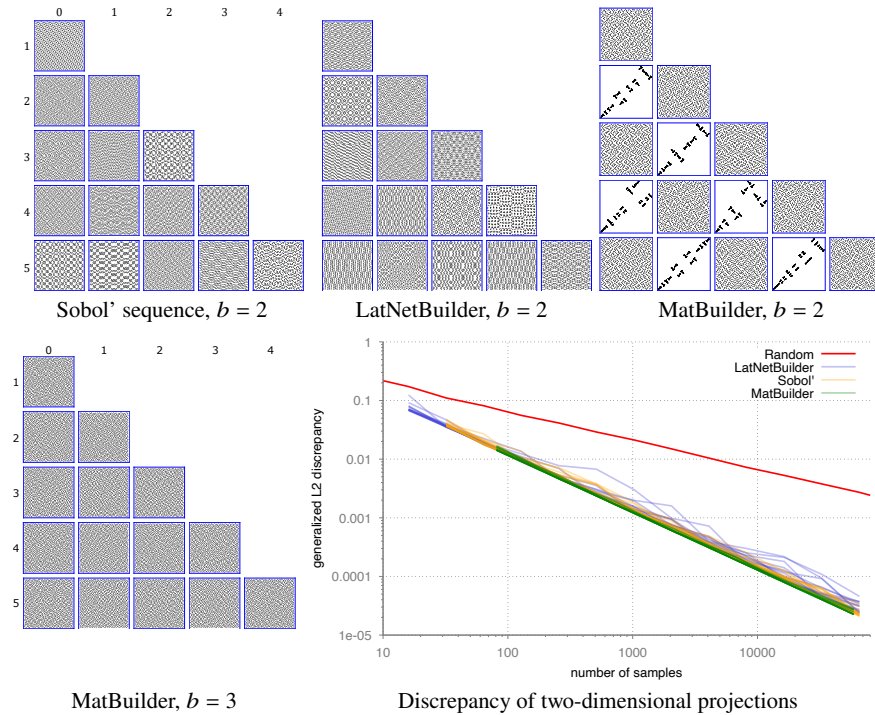 0 1 2 3 4
1
2
3
4
5
Sobol’ sequence, b = 2
LatNetBuilder, b = 2
MatBuilder, b = 2
0 1 2 3 4
1
2
3
4
5
MatBuilder, b = 3
1
0.1
0.01
0.001
0.0001
1e-05
generalized L2 discrepancy
Random
LatNetBuilder
Sobol'
MatBuilder
10 100 1000 10000
number of samples
Discrepancy of two-dimensional projections